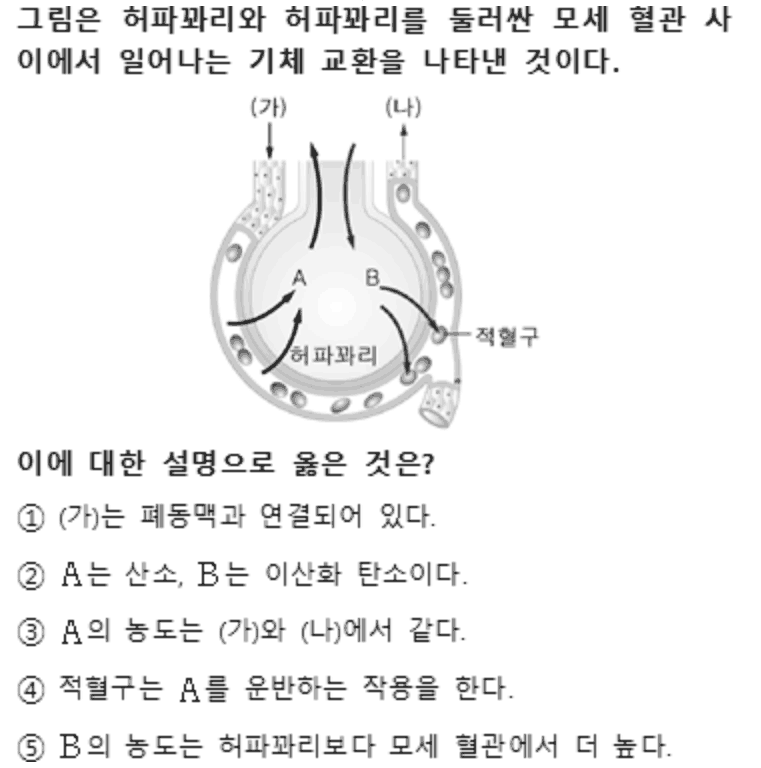 그림은 허파꽈리와 허파꽈리를 둘러싼 모세 혈관 사
이에서 일어나는 기체 교환을 나타낸 것이다.
(가) (나)
A B
적혈구
허파꽈리
이에 대한 설명으로 옳은 것은?
① (가)는 폐동맥과 연결되어 있다.
② A는 산소, B는 이산화 탄소이다.
③ A의 농도는 (가)와 (나)에서 같다.
④ 적혈구는 A를 운반하는 작용을 한다.
⑤ B의 농도는 허파꽈리보다 모세 혈관에서 더 높다.